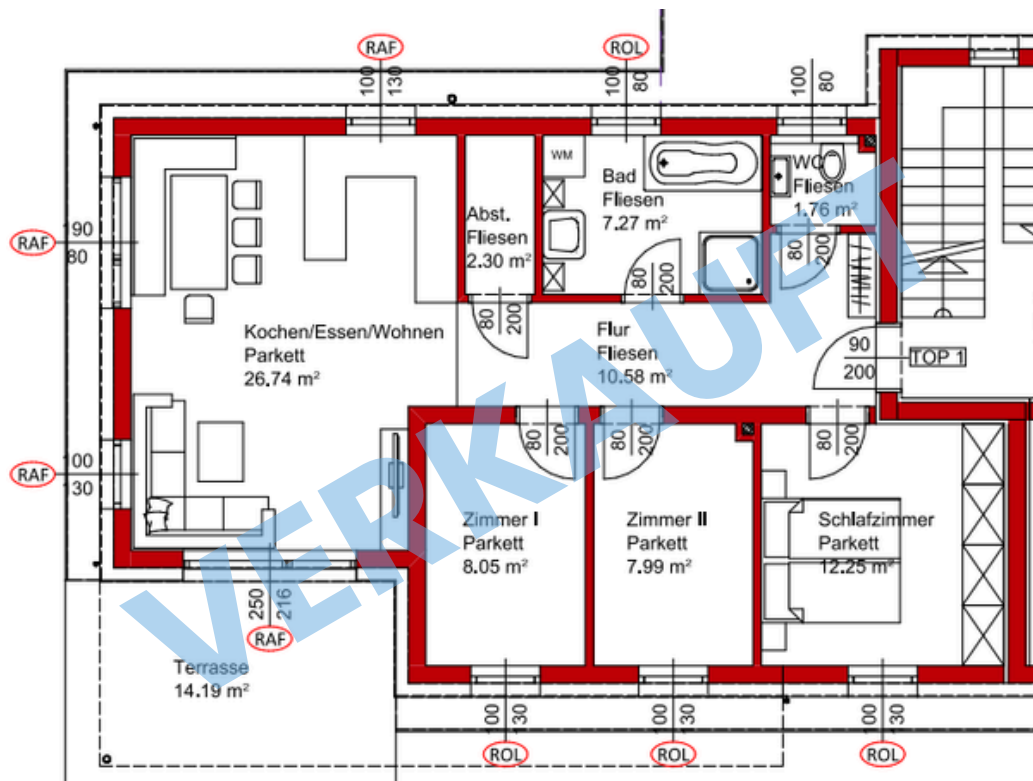 RAF
ROL
100
130
100
80
100
80
RAF
90
80
WM
Bad
Fliesen
7.27 m²
WC
Fliesen
1.76 m²
Abst.
Fliesen
2.30 m²
80
200
80
200
80
200
Kochen/Essen/Wohnen
Parkett
26.74 m²
Flur
Fliesen
10.58 m²
90
200
TOP 1
VERKAUFT
RAF
100
30
80
200
80
200
80
200
Zimmer I
Parkett
8.05 m²
Zimmer II
Parkett
7.99 m²
Schlafzimmer
Parkett
12.25 m²
250
216
RAF
Terrasse
14.19 m²
00
30
00
30
00
30
ROL
ROL
ROL